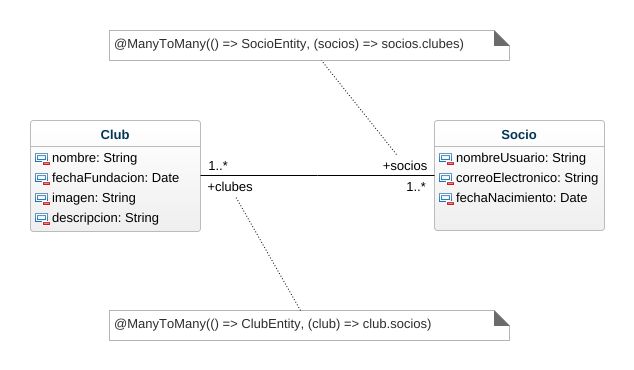 @ManyToMany(() => SocioEntity, (socios) => socios.clubes)
Club
nombre: String
fechaFundacion: Date
imagen: String
descripcion: String
1..*
+clubes
+socios
1..*
Socio
nombreUsuario: String
correoElectronico: String
fechaNacimiento: Date
@ManyToMany(() => ClubEntity, (club) => club.socios)